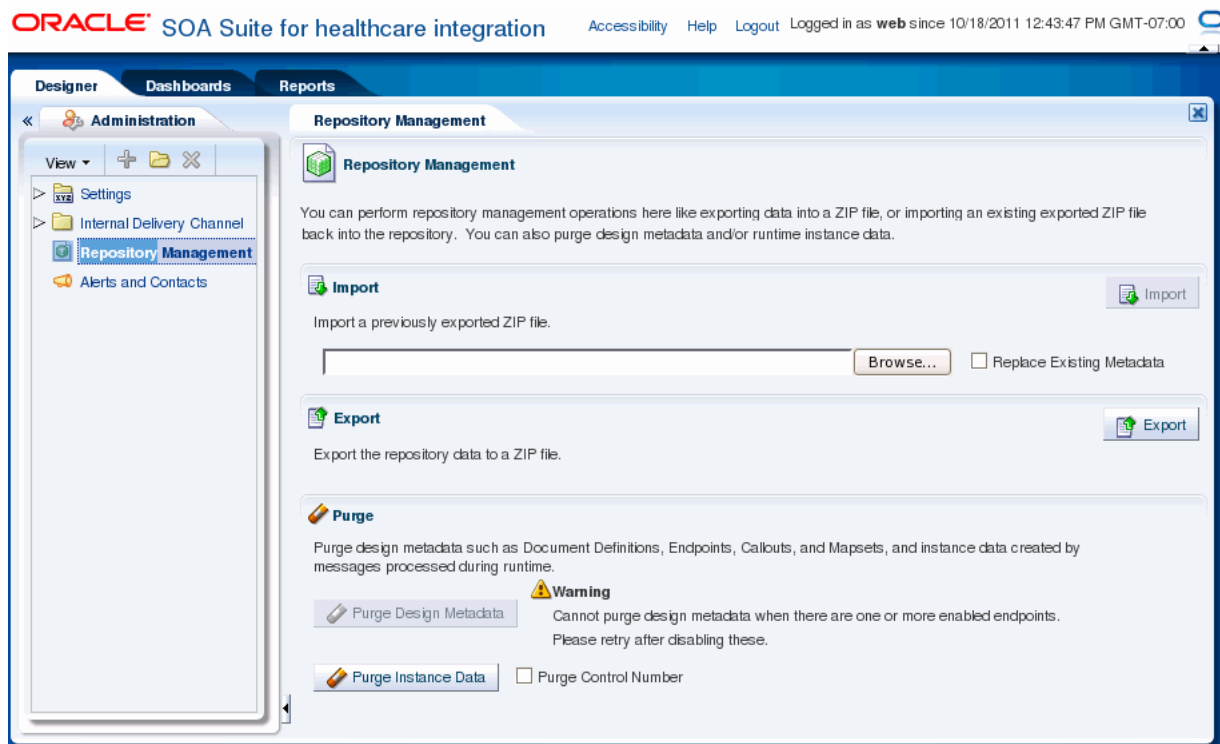 ORACLE SOA Suite for healthcare integration
Accessibility Help Logout Logged in as web since 10/18/2011 12:43:47 PM GMT-07:00
Designer Dashboards Reports
Administration
View
xyz Settings
Internal Delivery Channel
Repository Management
Alerts and Contacts
Repository Management
Repository Management
You can perform repository management operations here like exporting data into a ZIP file, or importing an existing exported ZIP file
back into the repository. You can also purge design metadata and/or runtime instance data.
Import
Import
Import a previously exported ZIP file.
Browse...
Replace Existing Metadata
Export
Export
Export the repository data to a ZIP file.
Purge
Purge design metadata such as Document Definitions, Endpoints, Callouts, and Mapsets, and instance data created by
messages processed during runtime.
Purge Design Metadata
Warning
Cannot purge design metadata when there are one or more enabled endpoints.
Please retry after disabling these.
Purge Instance Data
Purge Control Number